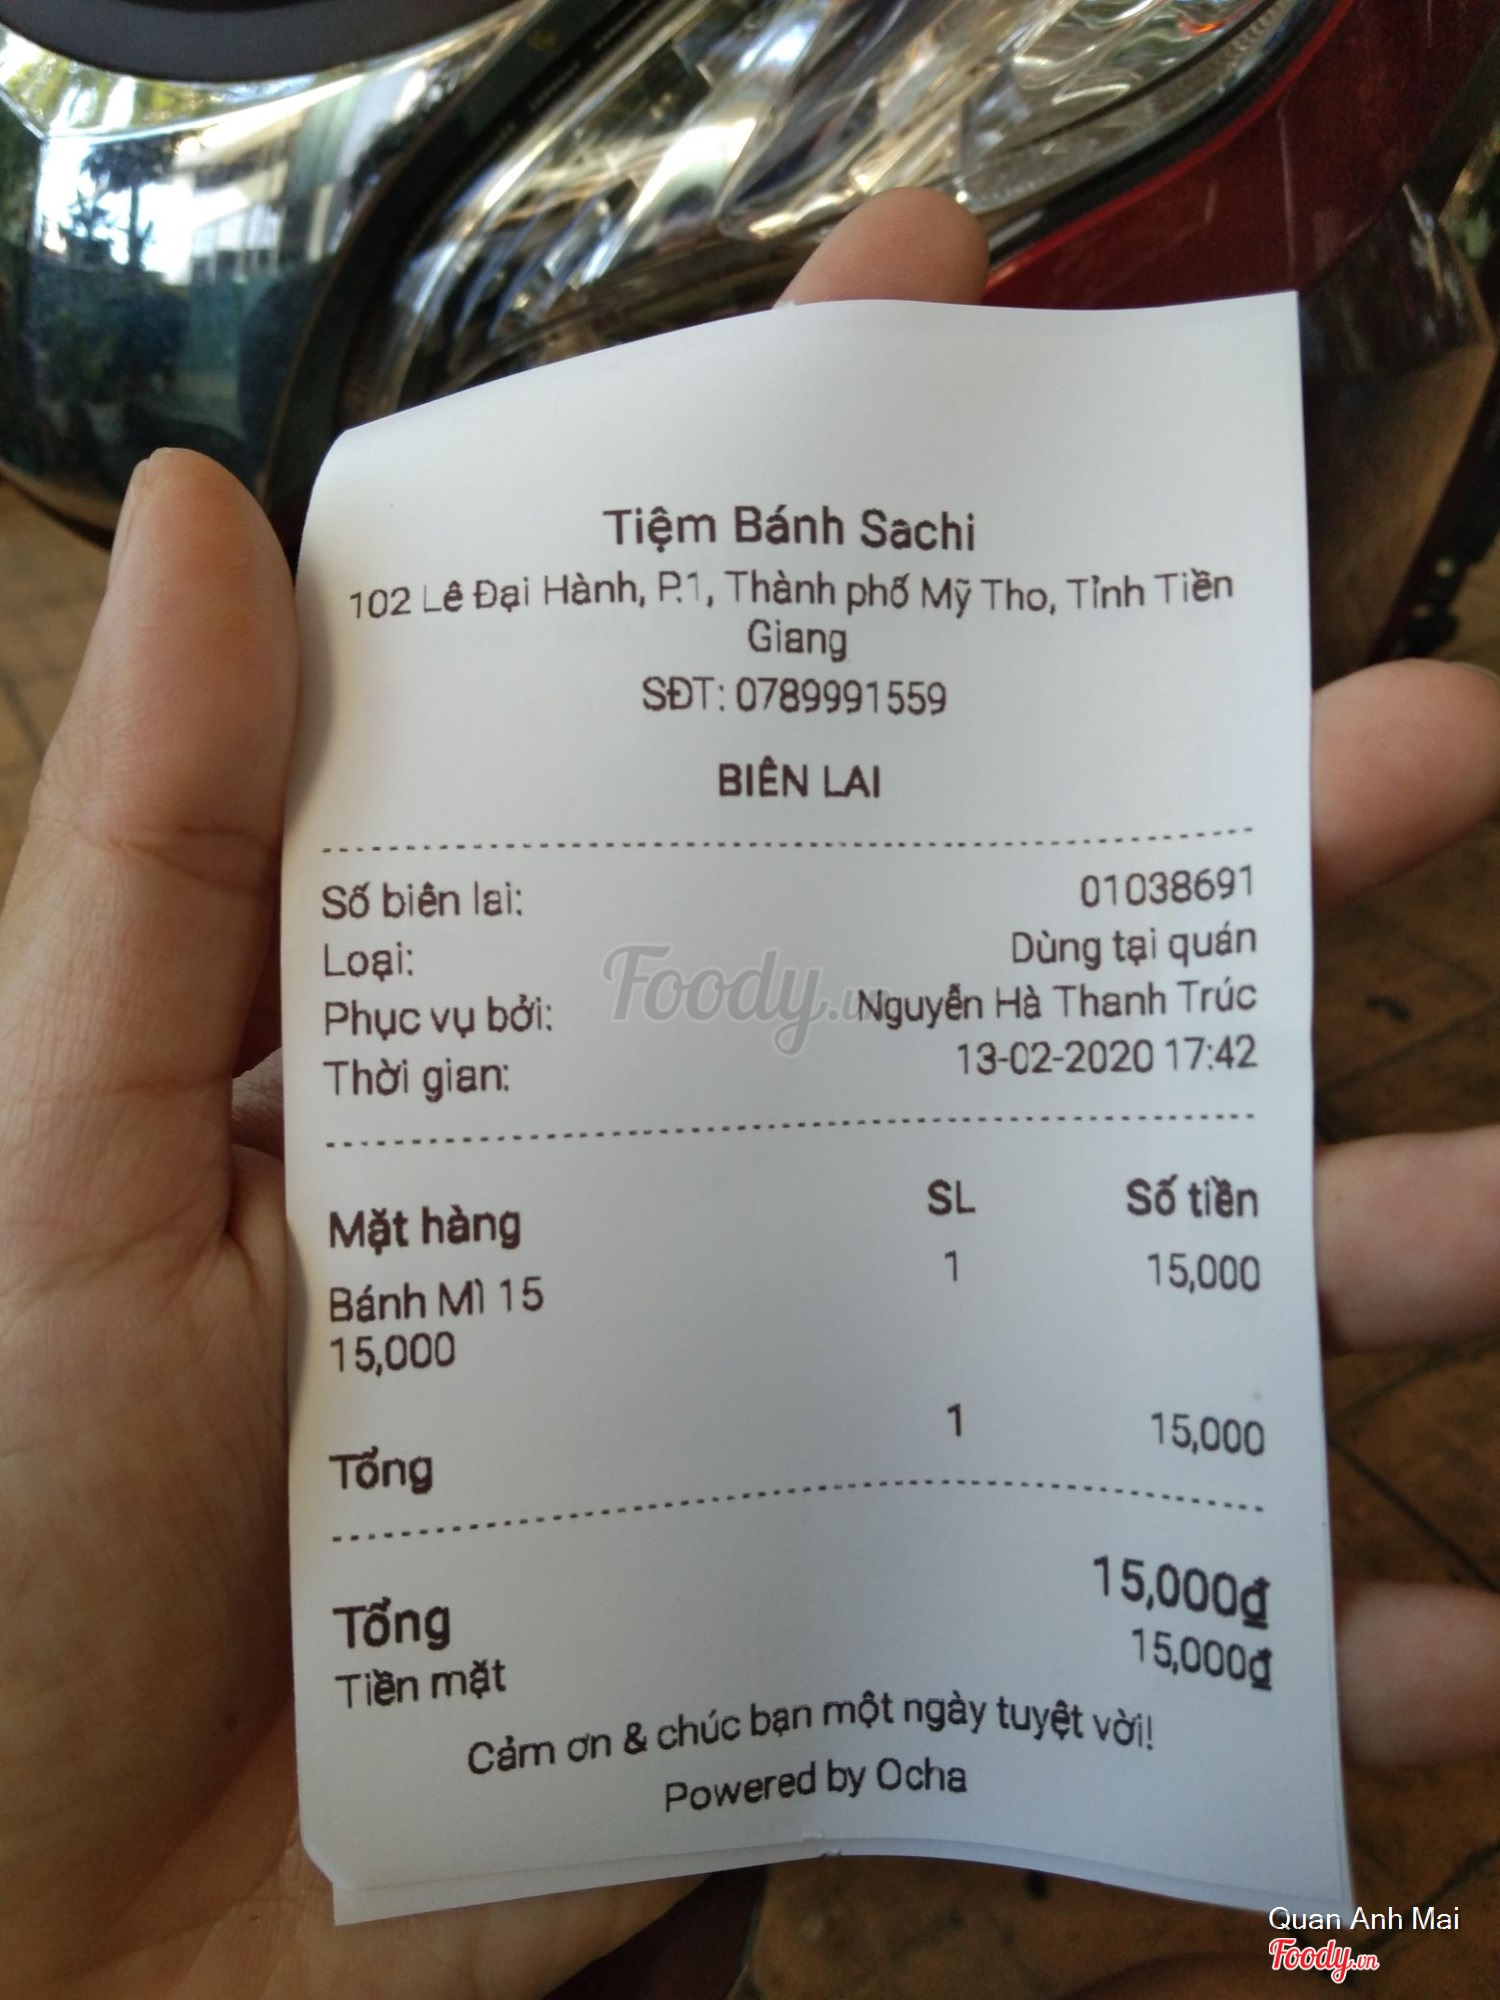 Tiệm Bánh Sachi
102 Lê Đại Hành, P.1, Thành phố Mỹ Tho, Tỉnh Tiền
Giang
SĐT: 0789991559
BIÊN LAI
Số biên lai: 01038691
Loại: Dùng tại quán
Phục vụ bởi: Nguyễn Hà Thanh Trúc
Thời gian: 13-02-2020 17:42
Foody.vn
Mặt hàng SL Số tiền
Bánh Mì 15 1 15,000
15,000
Tổng 1 15,000
Tổng 15,000₫
Tiền mặt 15,000₫
Cảm ơn & chúc bạn một ngày tuyệt vời!
Powered by Ocha
Quan Anh Mai
Foody.vn